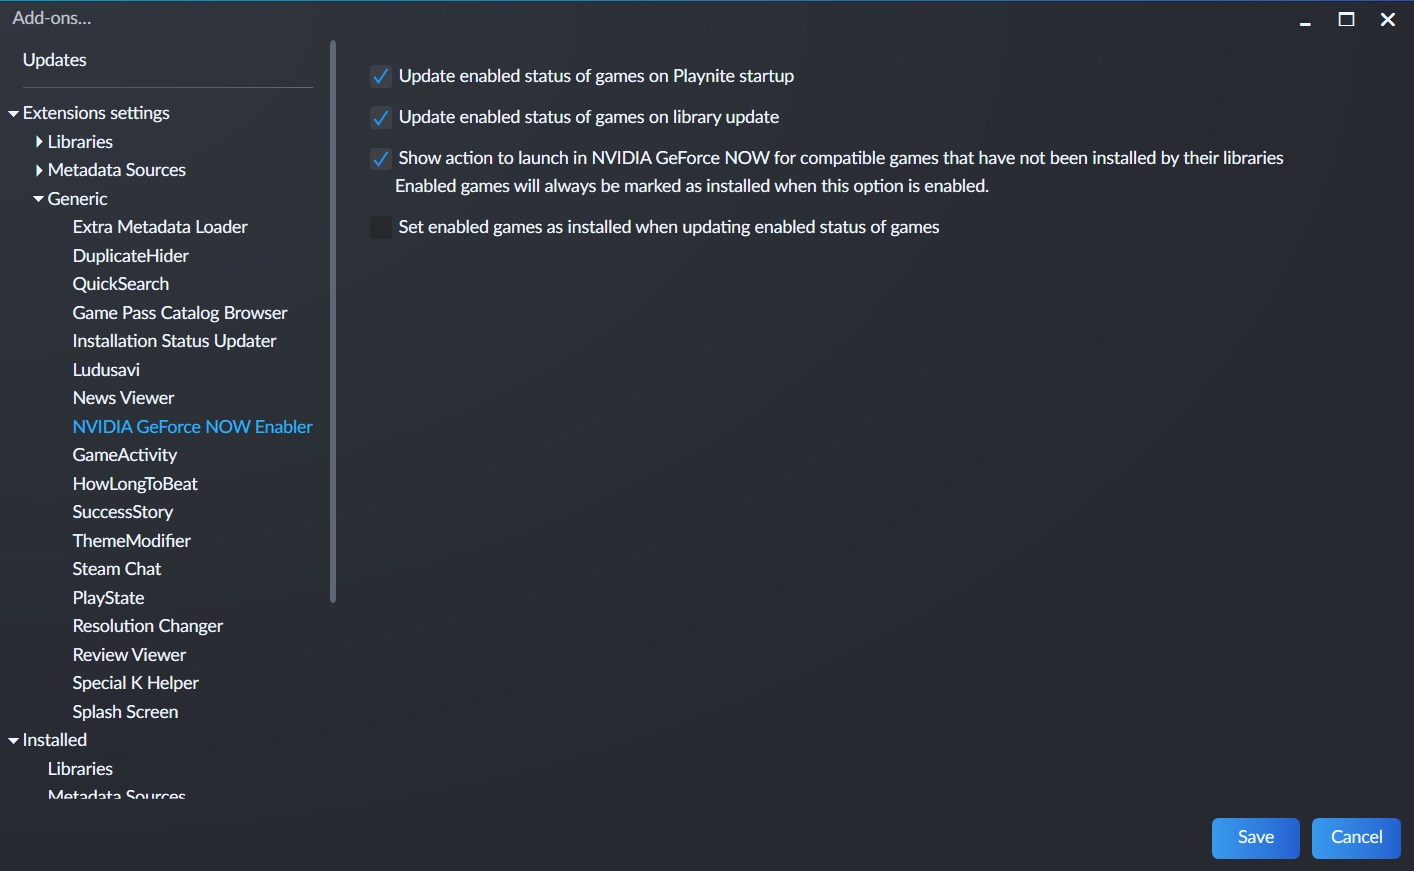 Add-ons...
Updates
Extensions settings
Libraries
Metadata Sources
Generic
Extra Metadata Loader
DuplicateHider
QuickSearch
Game Pass Catalog Browser
Installation Status Updater
Ludusavi
News Viewer
NVIDIA GeForce NOW Enabler
GameActivity
HowLongToBeat
SuccessStory
ThemeModifier
Steam Chat
PlayState
Resolution Changer
Review Viewer
Special K Helper
Splash Screen
Installed
Libraries
Metadata Sources
Update enabled status of games on Playnite startup
Update enabled status of games on library update
Show action to launch in NVIDIA GeForce NOW for compatible games that have not been installed by their libraries
Enabled games will always be marked as installed when this option is enabled.
Set enabled games as installed when updating enabled status of games
Save
Cancel